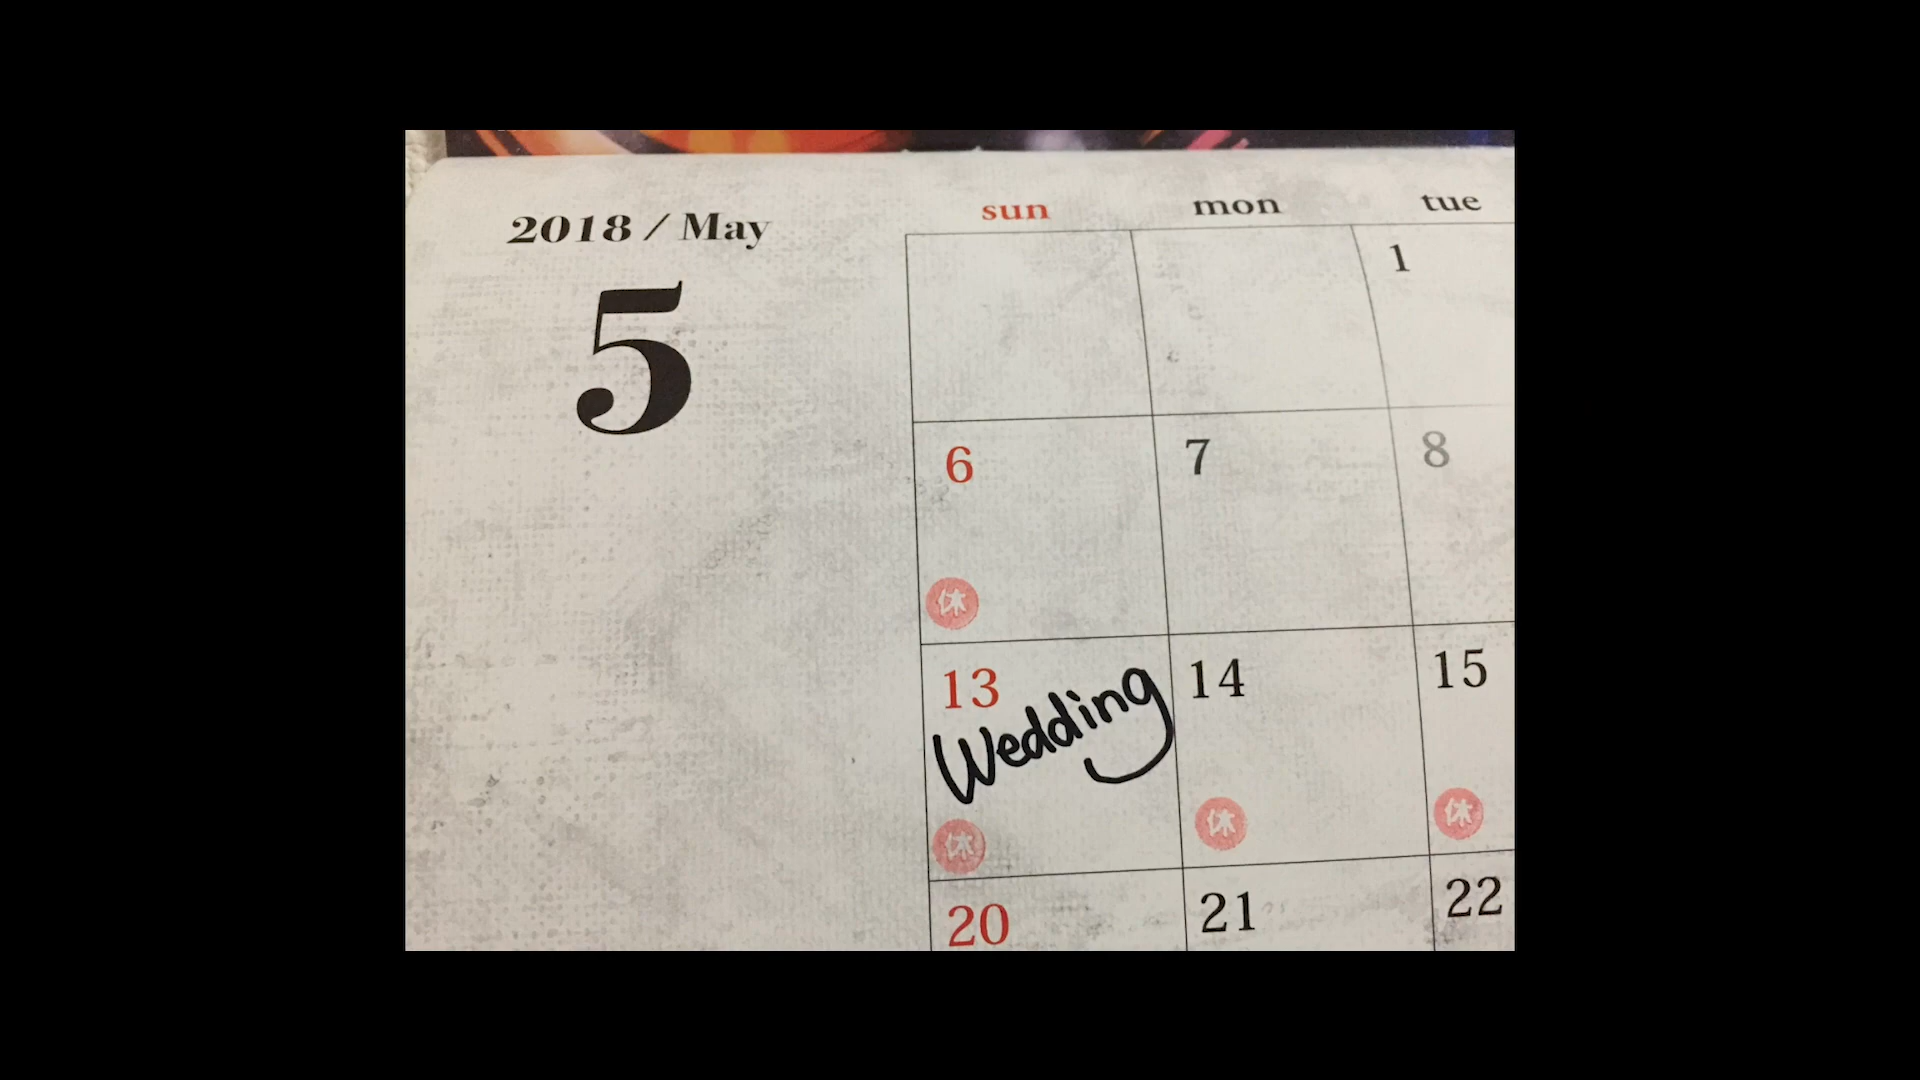 2018 / May
5
sun mon tue
1
6 7 8
休
13 14 15
Wedding
休 休 休
20 21 22